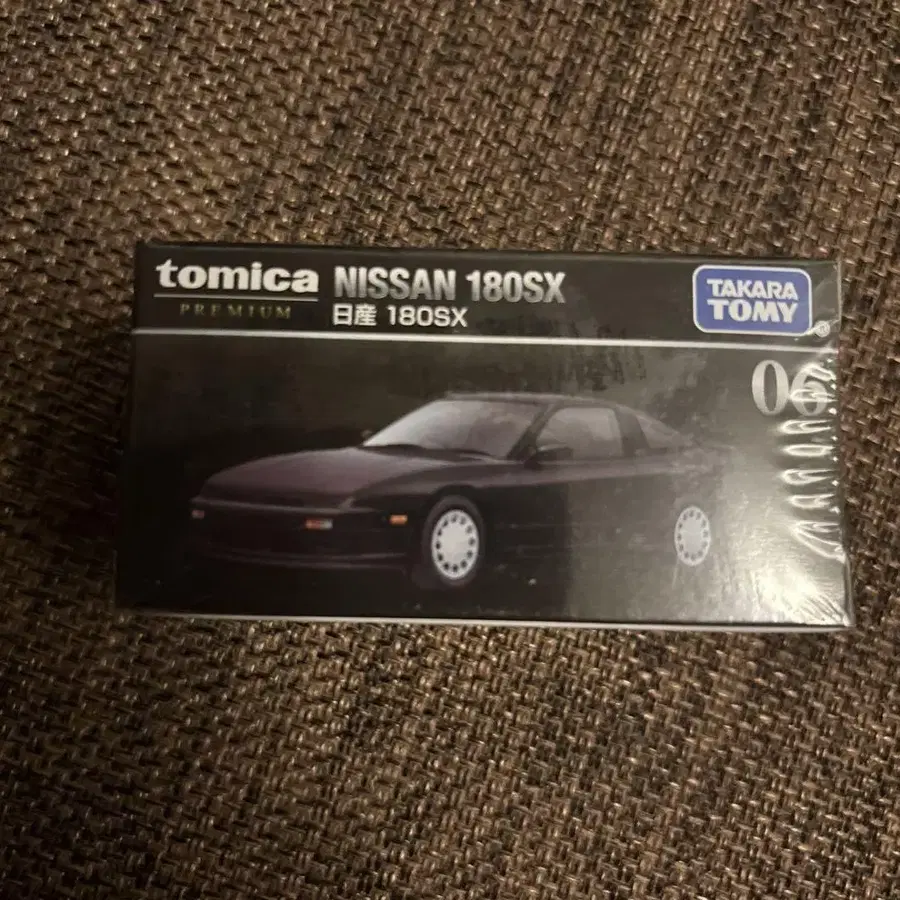 tomica NISSAN 180SX
PREMIUM 日産 180SX
TAKARA
TOMY
®
06